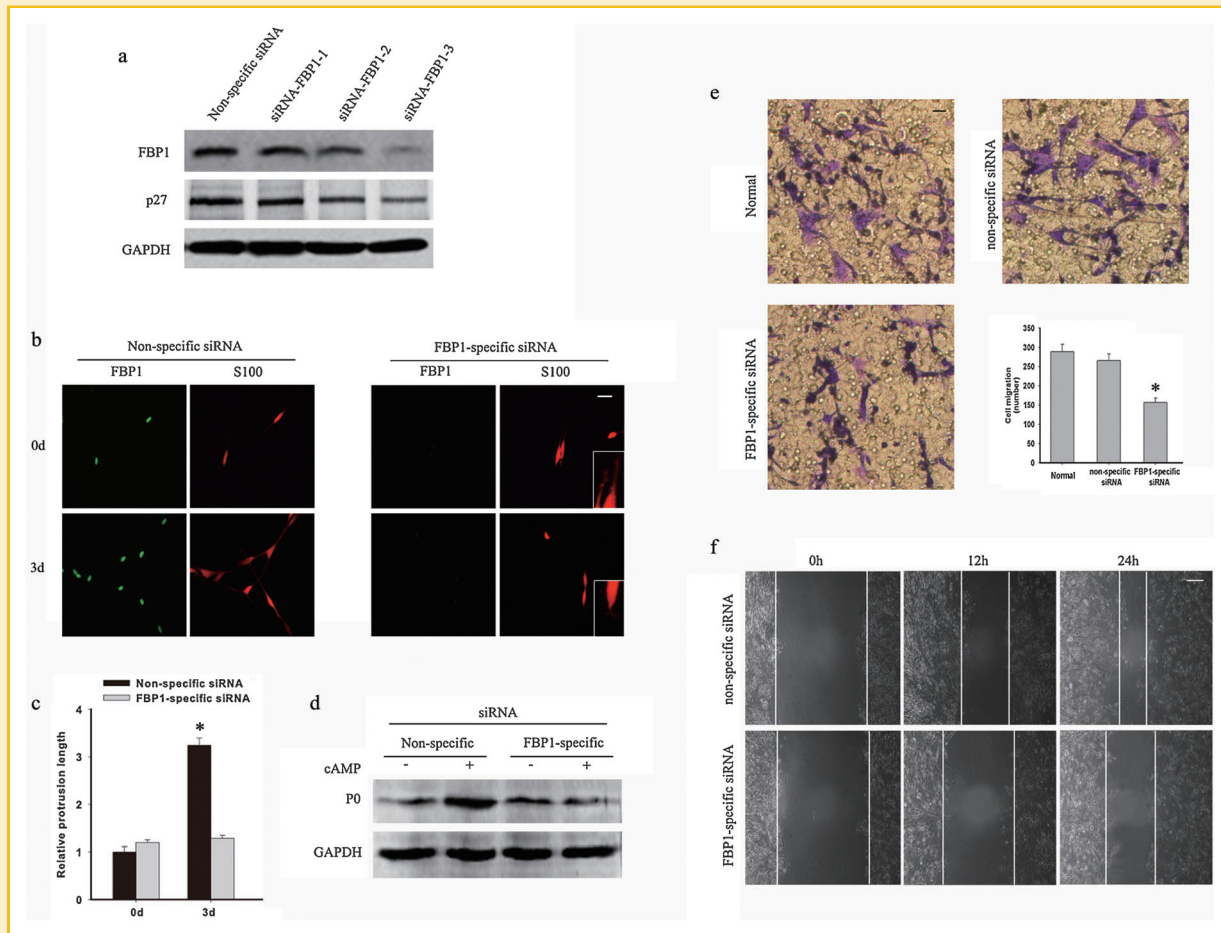 a
Non-specific siRNA
siRNA-FBP1-1
siRNA-FBP1-2
siRNA-FBP1-3
FBP1
p27
GAPDH
b
Non-specific siRNA
FBP1-specific siRNA
FBP1
S100
FBP1
S100
0d
3d
c
Non-specific siRNA
FBP1-specific siRNA
Relative protrusion length
4
3
2
1
0
*
0d
3d
d
siRNA
Non-specific
FBP1-specific
cAMP
- + - +
P0
GAPDH
e
Normal
non-specific siRNA
FBP1-specific siRNA
Cell migration
(number)
350
300
250
200
150
100
50
0
*
Normal
non-specific
siRNA
FBP1-specific
siRNA
f
0h
12h
24h
non-specific siRNA
FBP1-specific siRNA